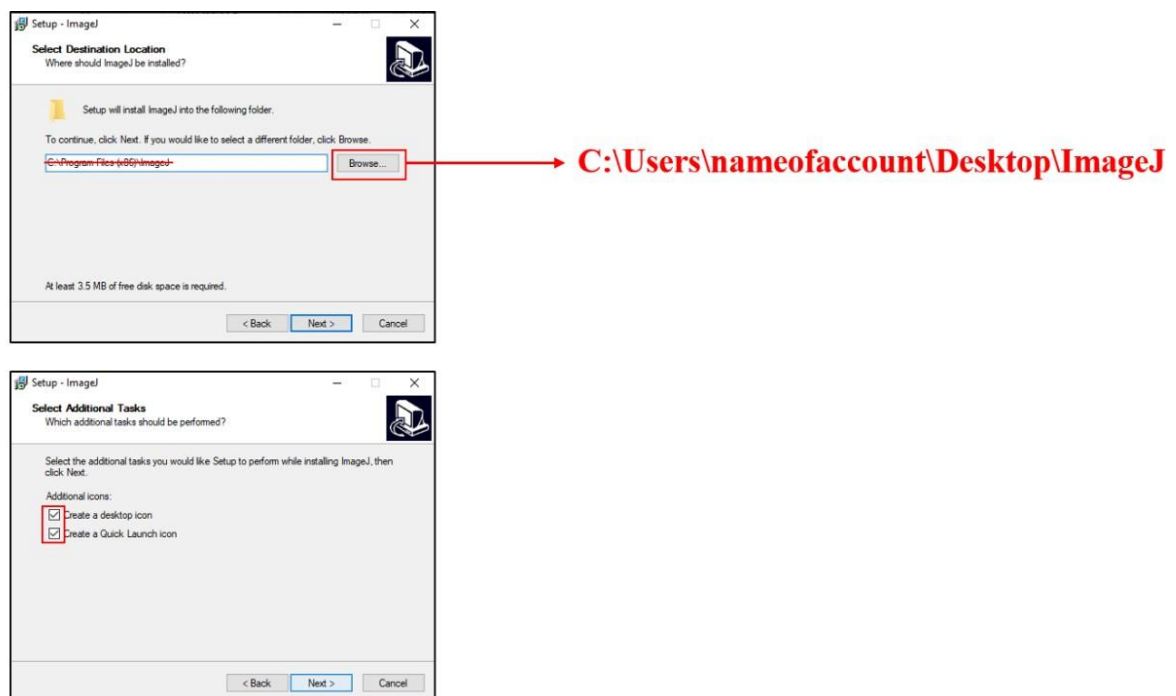 Setup - ImageJ
Select Destination Location
Where should ImageJ be installed?
Setup will install ImageJ into the following folder.
To continue, click Next. If you would like to select a different folder, click Browse.
C:\Program Files (x86)\ImageJ
Browse...
C:\Users\nameofaccount\Desktop\ImageJ
At least 3.5 MB of free disk space is required.
< Back Next > Cancel
Setup - ImageJ
Select Additional Tasks
Which additional tasks should be performed?
Select the additional tasks you would like Setup to perform while installing ImageJ, then
click Next.
Additional icons:
Create a desktop icon
Create a Quick Launch icon
< Back Next > Cancel